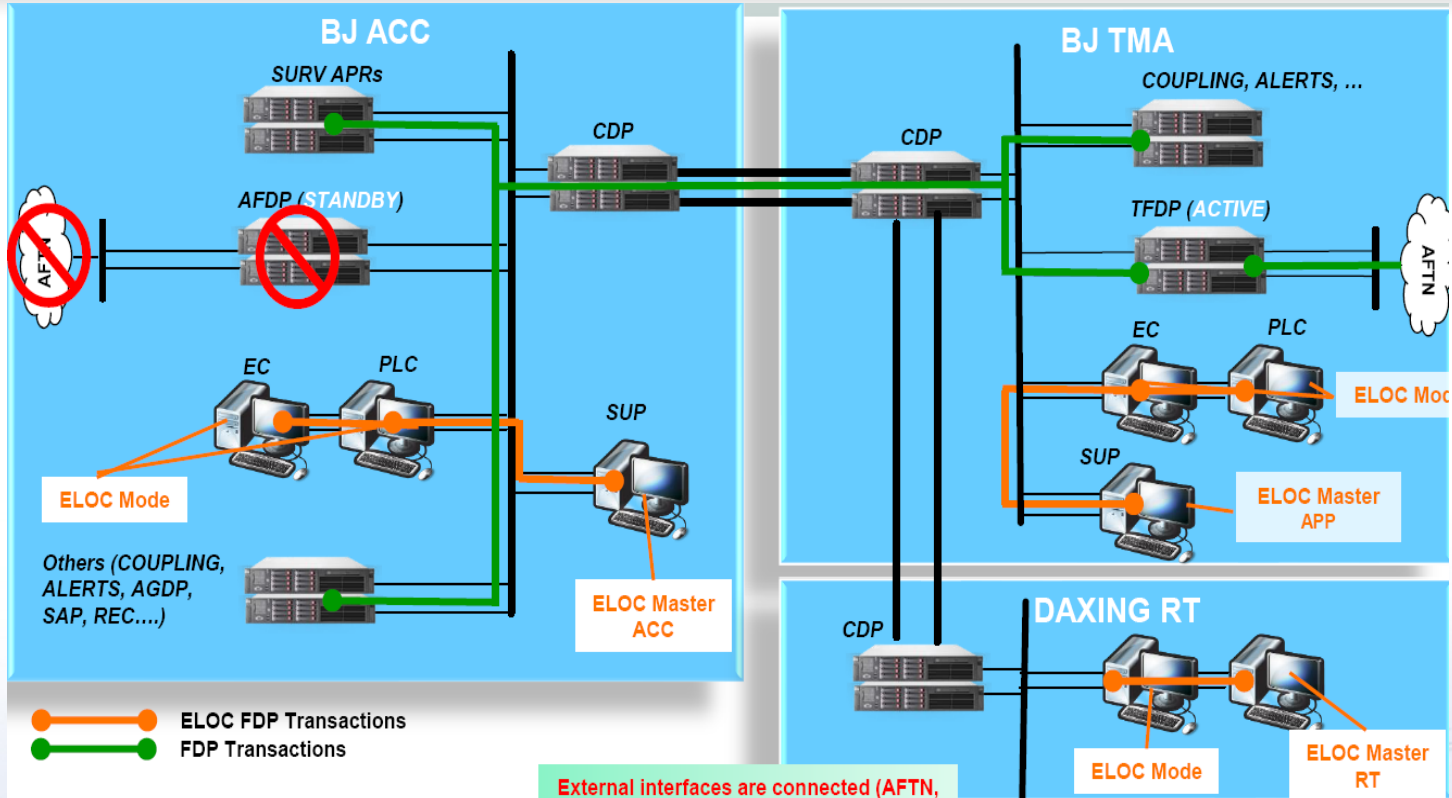 BJ ACC
SURV APRs
CDP
AFDP (STANDBY)
AFTN
EC
PLC
SUP
ELOC Mode
Others (COUPLING,
ALERTS, AGDP,
SAP, REC....)
ELOC Master
ACC
ELOC FDP Transactions
FDP Transactions
BJ TMA
COUPLING, ALERTS, ...
CDP
TFDP (ACTIVE)
AFTN
EC
PLC
ELOC Mod
SUP
ELOC Master
APP
DAXING RT
CDP
ELOC Mode
ELOC Master
RT
External interfaces are connected (AFTN,